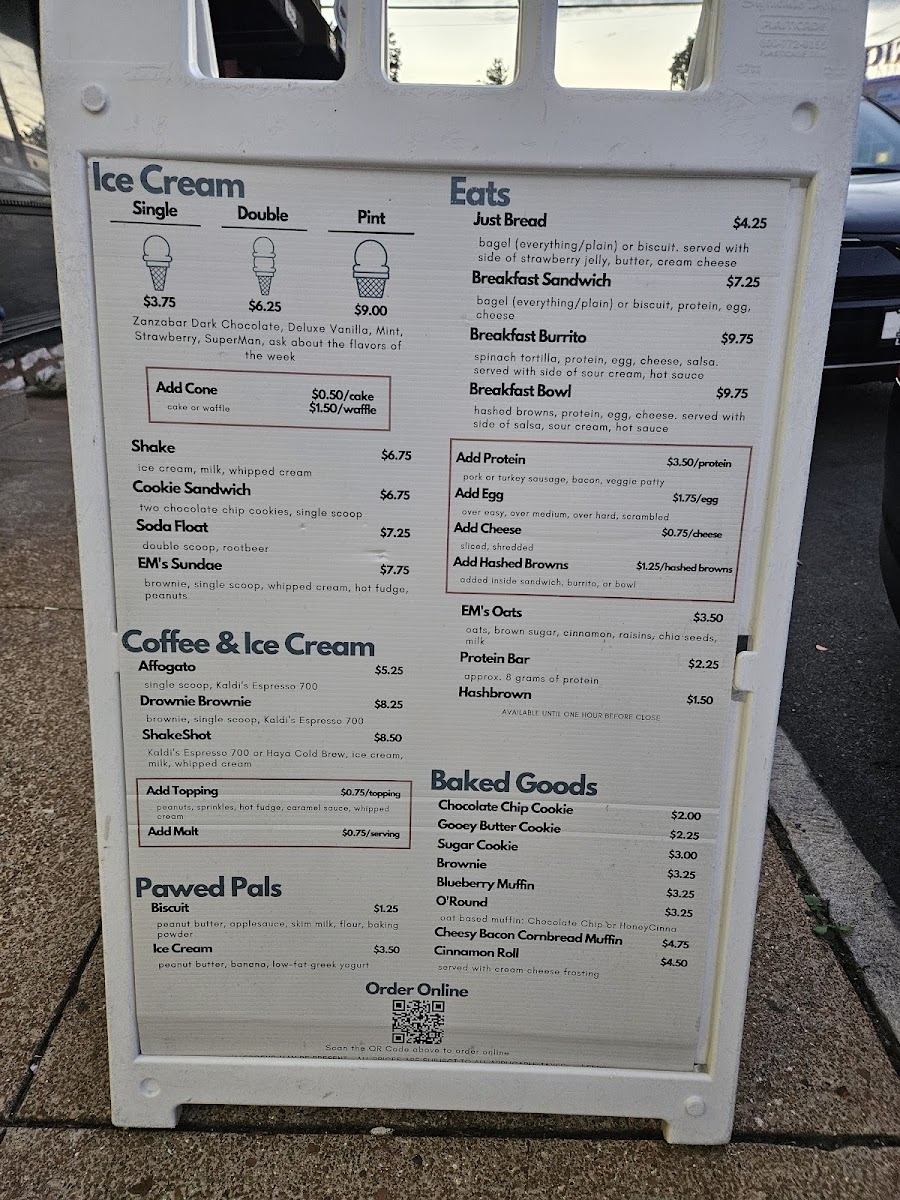 Ice Cream
Single Double Pint
$3.75 $6.25 $9.00
Zanzabar Dark Chocolate, Deluxe Vanilla, Mint,
Strawberry, SuperMan, ask about the flavors of
the week
Add Cone $0.50/cake
cake or waffle $1.50/waffle
Shake $6.75
ice cream, milk, whipped cream
Cookie Sandwich $6.75
two chocolate chip cookies, single scoop
Soda Float $7.25
double scoop, rootbeer
EM's Sundae $7.75
brownie, single scoop, whipped cream, hot fudge,
peanuts
Coffee & Ice Cream
Affogato $5.25
single scoop, Kaldi's Espresso 700
Drownie Brownie $8.25
brownie, single scoop, Kaldi's Espresso 700
ShakeShot $8.50
Kaldi's Espresso 700 or Haya Cold Brew, ice cream,
milk, whipped cream
Add Topping $0.75/topping
peanuts, sprinkles, hot fudge, caramel sauce, whipped
cream
Add Malt $0.75/serving
Pawed Pals
Biscuit $1.25
peanut butter, applesauce, skim milk, flour, baking
powder
Ice Cream $3.50
peanut butter, banana, low-fat greek yogurt
Eats
Just Bread $4.25
bagel (everything/plain) or biscuit. served with
side of strawberry jelly, butter, cream cheese
Breakfast Sandwich $7.25
bagel (everything/plain) or biscuit, protein, egg,
cheese
Breakfast Burrito $9.75
spinach tortilla, protein, egg, cheese, salsa.
served with side of sour cream, hot sauce
Breakfast Bowl $9.75
hashed browns, protein, egg, cheese. served with
side of salsa, sour cream, hot sauce
Add Protein $3.50/protein
pork or turkey sausage, bacon, veggie patty
Add Egg $1.75/egg
over easy, over medium, over hard, scrambled
Add Cheese $0.75/cheese
sliced, shredded
Add Hashed Browns $1.25/hashed browns
added inside sandwich, burrito, or bowl
EM's Oats $3.50
oats, brown sugar, cinnamon, raisins, chia seeds,
milk
Protein Bar $2.25
approx. 8 grams of protein
Hashbrown $1.50
AVAILABLE UNTIL ONE HOUR BEFORE CLOSE
Baked Goods
Chocolate Chip Cookie $2.00
Gooey Butter Cookie $2.25
Sugar Cookie $3.00
Brownie $3.25
Blueberry Muffin $3.25
O'Round $3.25
oat based muffin: Chocolate Chip or HoneyCinna
Cheesy Bacon Cornbread Muffin $4.75
Cinnamon Roll $4.50
served with cream cheese frosting
Order Online
Scan the QR Code above to order online